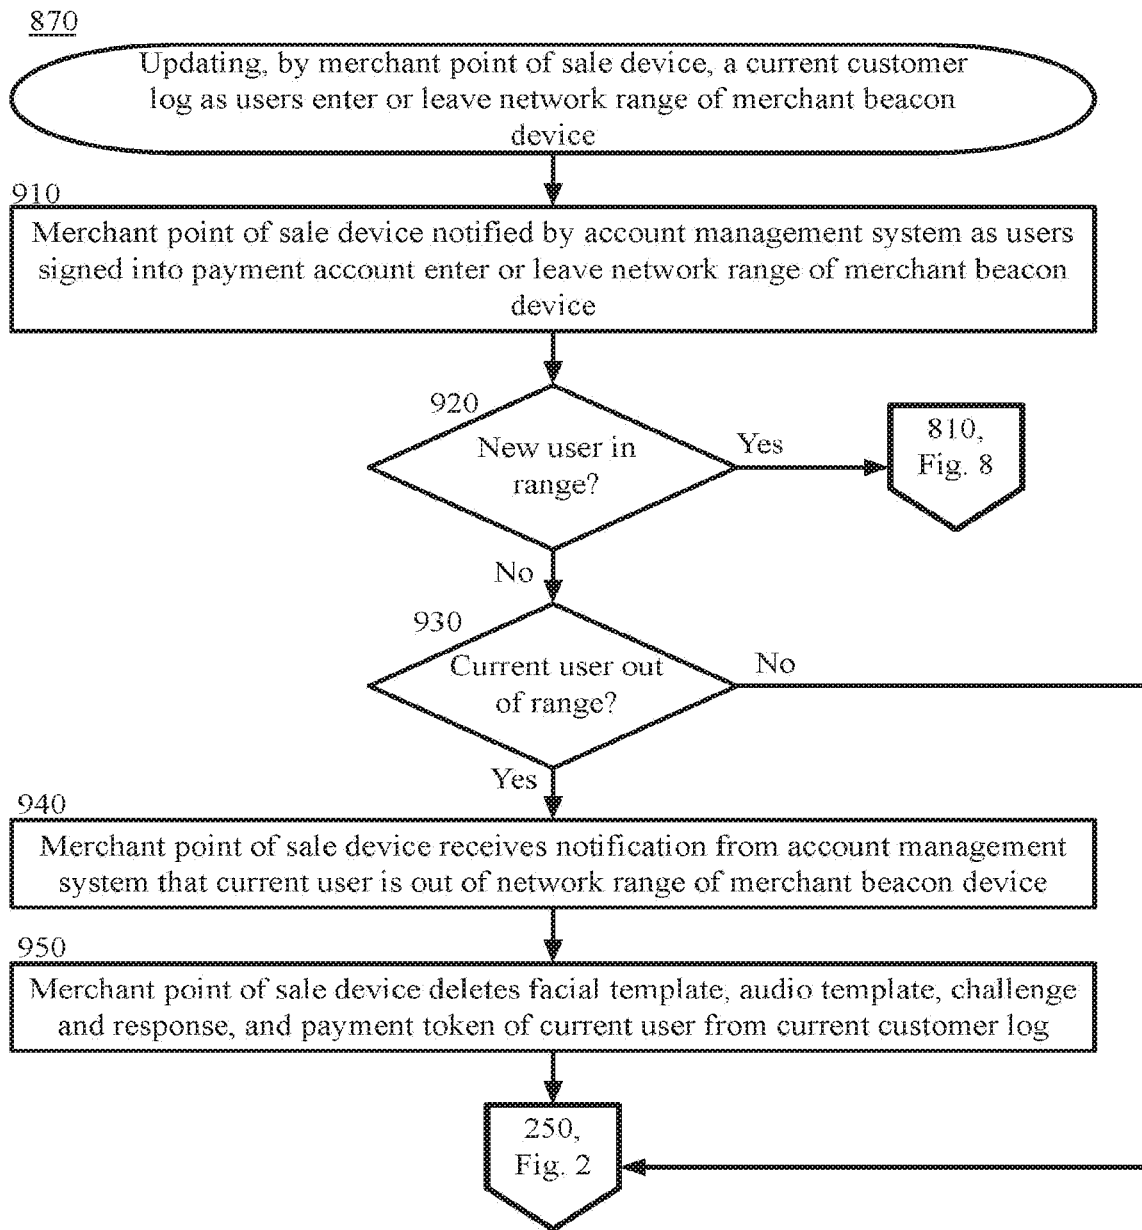 870
Updating, by merchant point of sale device, a current customer
log as users enter or leave network range of merchant beacon
device
910
Merchant point of sale device notified by account management system as users
signed into payment account enter or leave network range of merchant beacon
device
920
New user in
range?
Yes
810,
Fig. 8
No
930
Current user out
of range?
No
Yes
940
Merchant point of sale device receives notification from account management
system that current user is out of network range of merchant beacon device
950
Merchant point of sale device deletes facial template, audio template, challenge
and response, and payment token of current user from current customer log
250,
Fig. 2